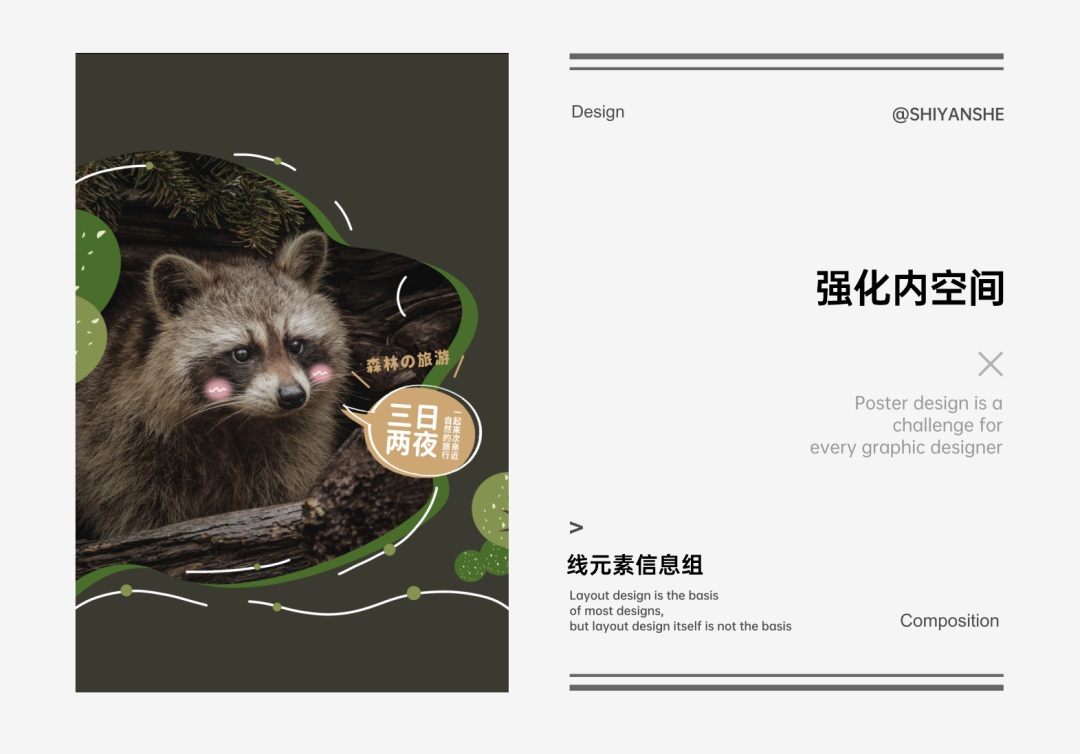 森林の旅游
三日
两夜
一起来次亲近
自然的旅行
Design
@SHIYANSHE
强化内空间
Poster design is a
challenge for
every graphic designer
>
线元素信息组
Layout design is the basis
of most designs,
but layout design itself is not the basis
Composition